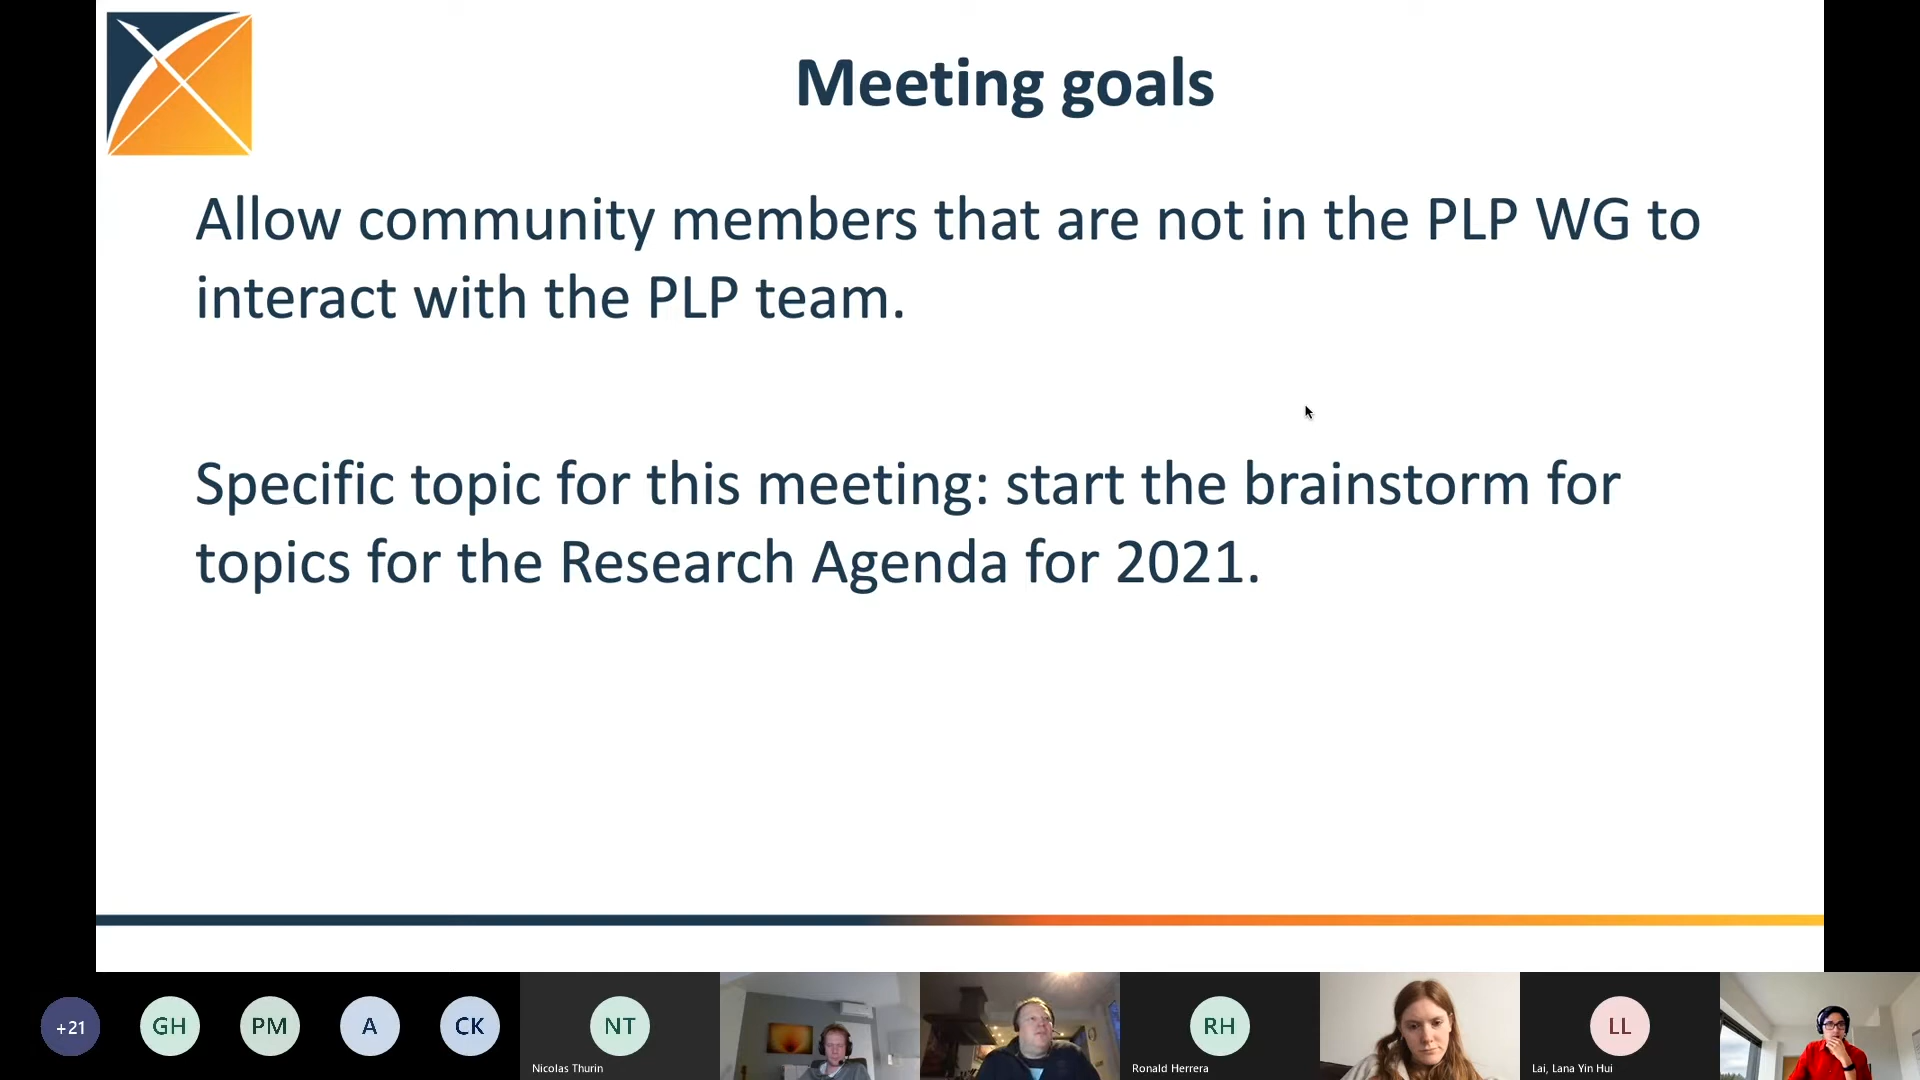 Meeting goals
Allow community members that are not in the PLP WG to
interact with the PLP team.
Specific topic for this meeting: start the brainstorm for
topics for the Research Agenda for 2021.
+21
GH
PM
A
CK
NT
Nicolas Thurin
RH
Ronald Herrera
LL
Lai, Lana Yin Hui